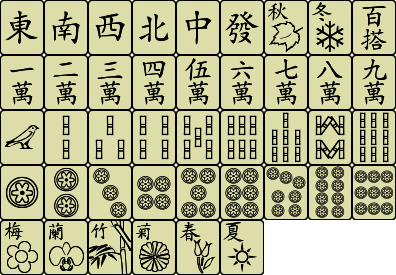 東 南 西 北 中 發 秋 冬 百搭
一萬 二萬 三萬 四萬 伍萬 六萬 七萬 八萬 九萬
梅 蘭 竹 菊 春 夏